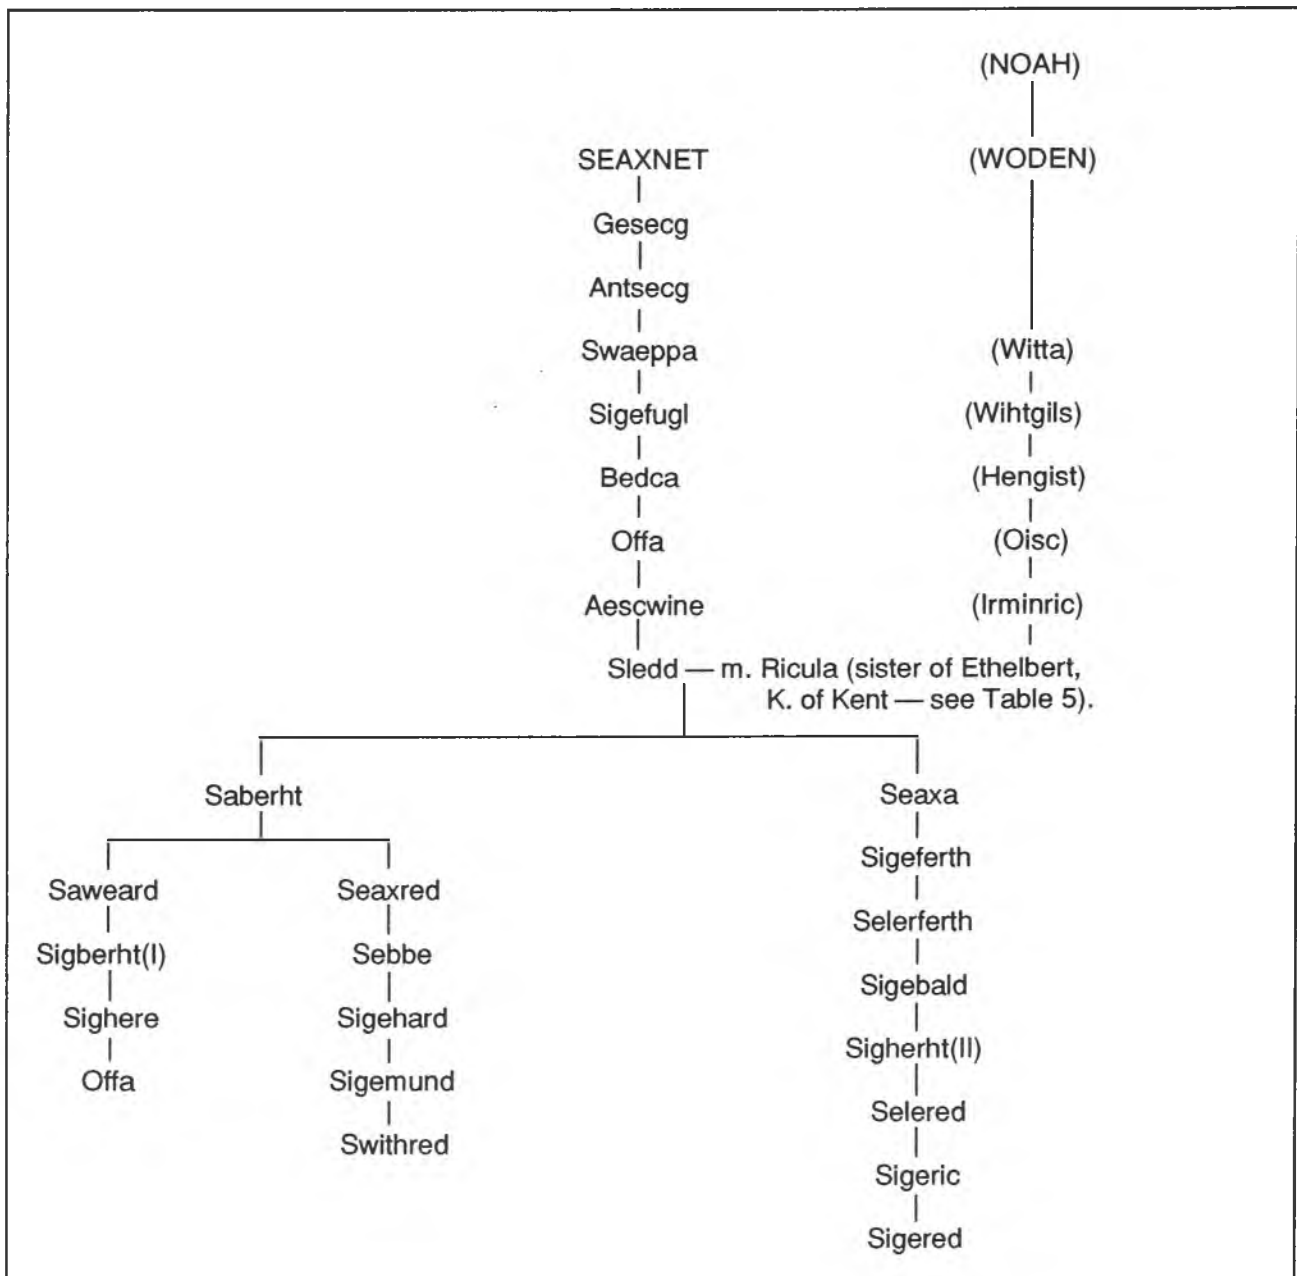 (NOAH)
SEAXNET (WODEN)
Gesecg
Antsecg
Swaeppa (Witta)
Sigefugl (Wihtgils)
Bedca (Hengist)
Offa (Oisc)
Aescwine (Irminric)
Sledd — m. Ricula (sister of Ethelbert,
K. of Kent — see Table 5).
Saberht Seaxa
Sigeferth
Saweard Seaxred
Selerferth
Sigberht(I) Sebbe
Sigebald
Sighere Sigehard
Sigherht(II)
Offa Sigemund
Selered
Swithred
Sigeric
Sigered